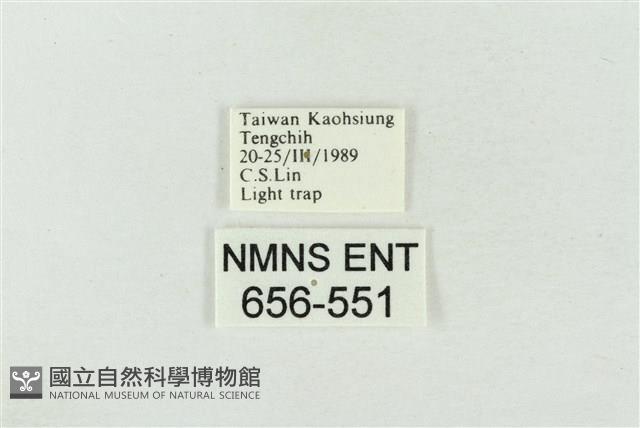 Taiwan Kaohsiung
Tengchih
20-25/III/1989
C.S.Lin
Light trap
NMNS ENT
656-551
國立自然科學博物館
NATIONAL MUSEUM OF NATURAL SCIENCE